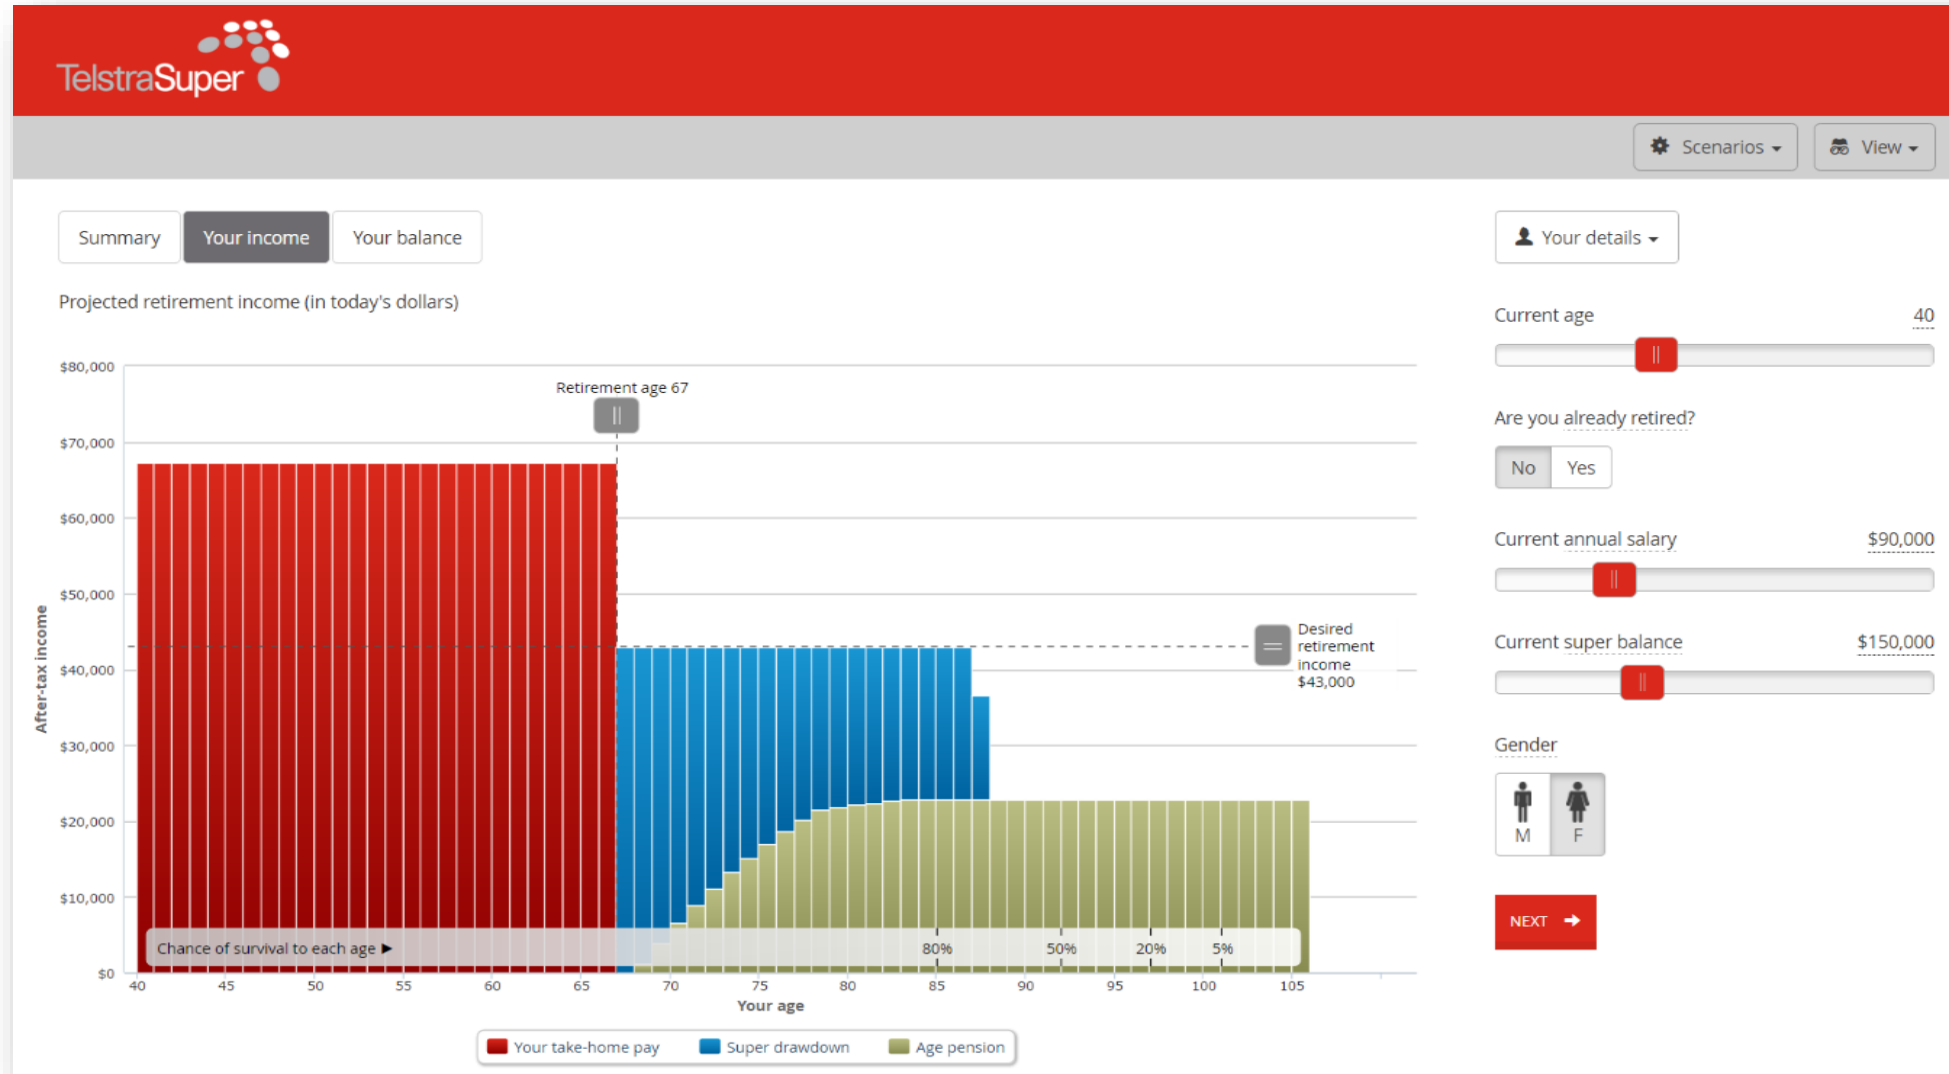 TelstraSuper
Scenarios
View
Summary
Your income
Your balance
Your details
Projected retirement income (in today's dollars)
Current age
40
Are you already retired?
No
Yes
Current annual salary
$90,000
Current super balance
$150,000
Gender
M
F
NEXT
$80,000
$70,000
$60,000
$50,000
$40,000
$30,000
$20,000
$10,000
$0
After-tax income
Retirement age 67
Desired
retirement
income
$43,000
Chance of survival to each age ▶
80%
50%
20%
5%
40
45
50
55
60
65
70
75
80
85
90
95
100
105
Your age
Your take-home pay
Super drawdown
Age pension